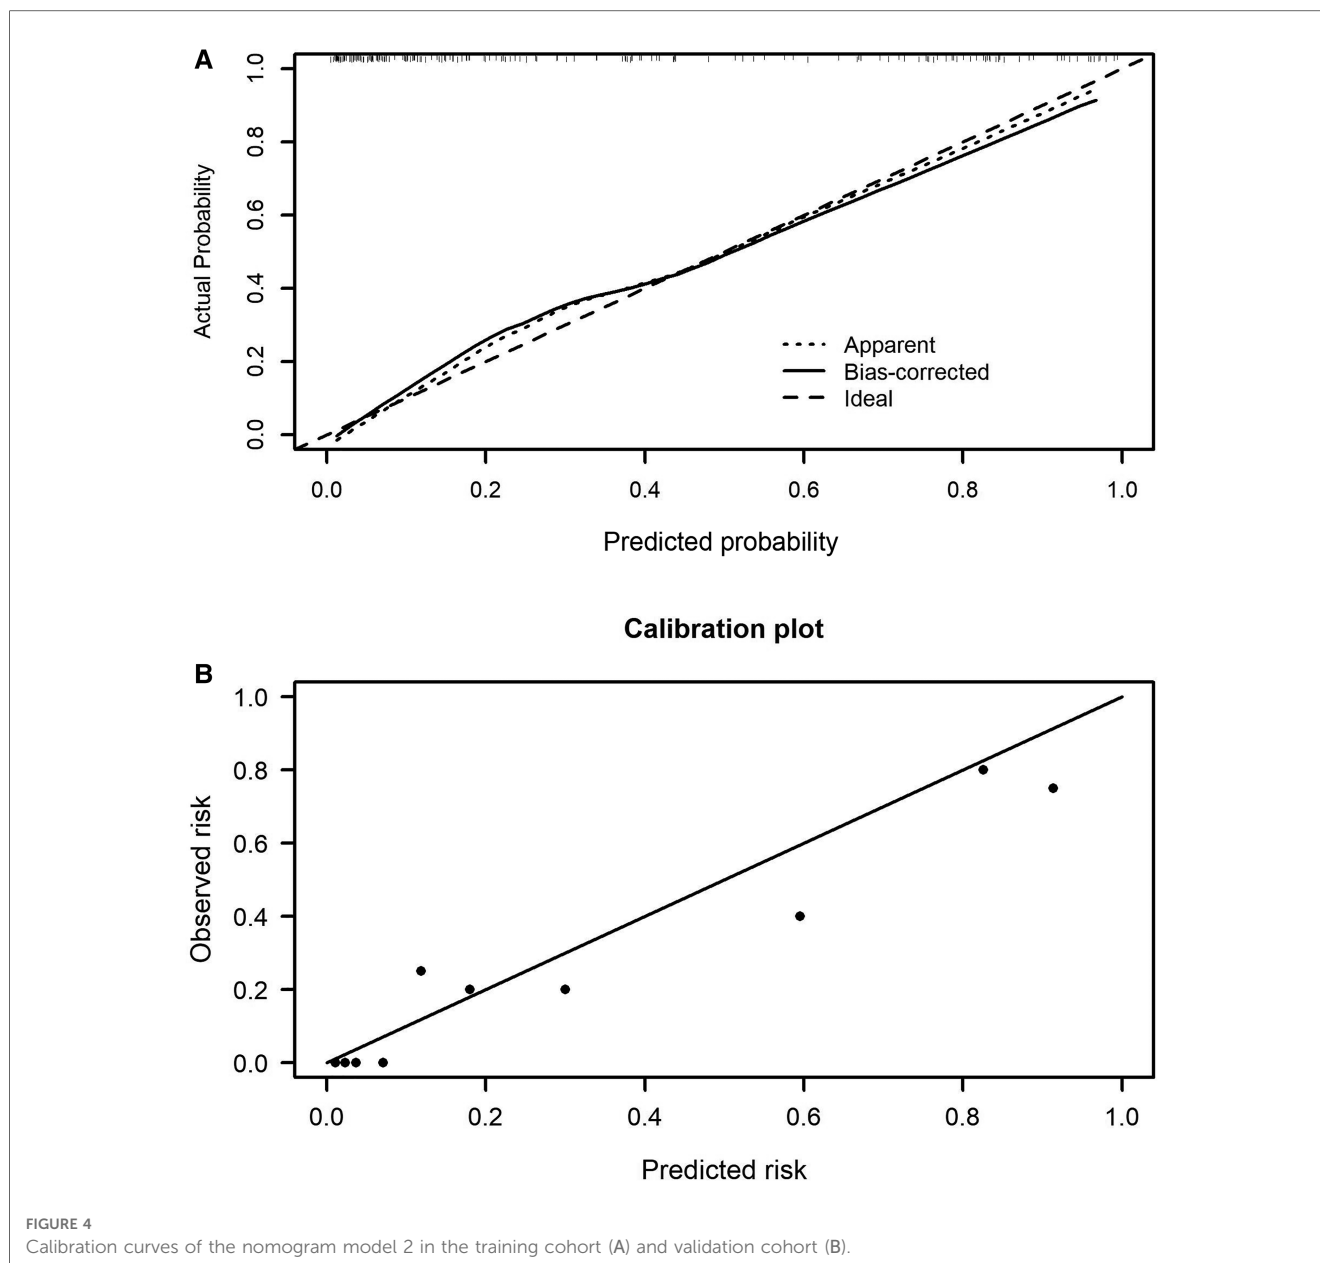 A
1.0
0.8
0.6
0.4
0.2
0.0
Actual Probability
Apparent
Bias-corrected
Ideal
0.0 0.2 0.4 0.6 0.8 1.0
Predicted probability
Calibration plot
B
1.0
0.8
0.6
0.4
0.2
0.0
Observed risk
0.0 0.2 0.4 0.6 0.8 1.0
Predicted risk
FIGURE 4
Calibration curves of the nomogram model 2 in the training cohort (A) and validation cohort (B).